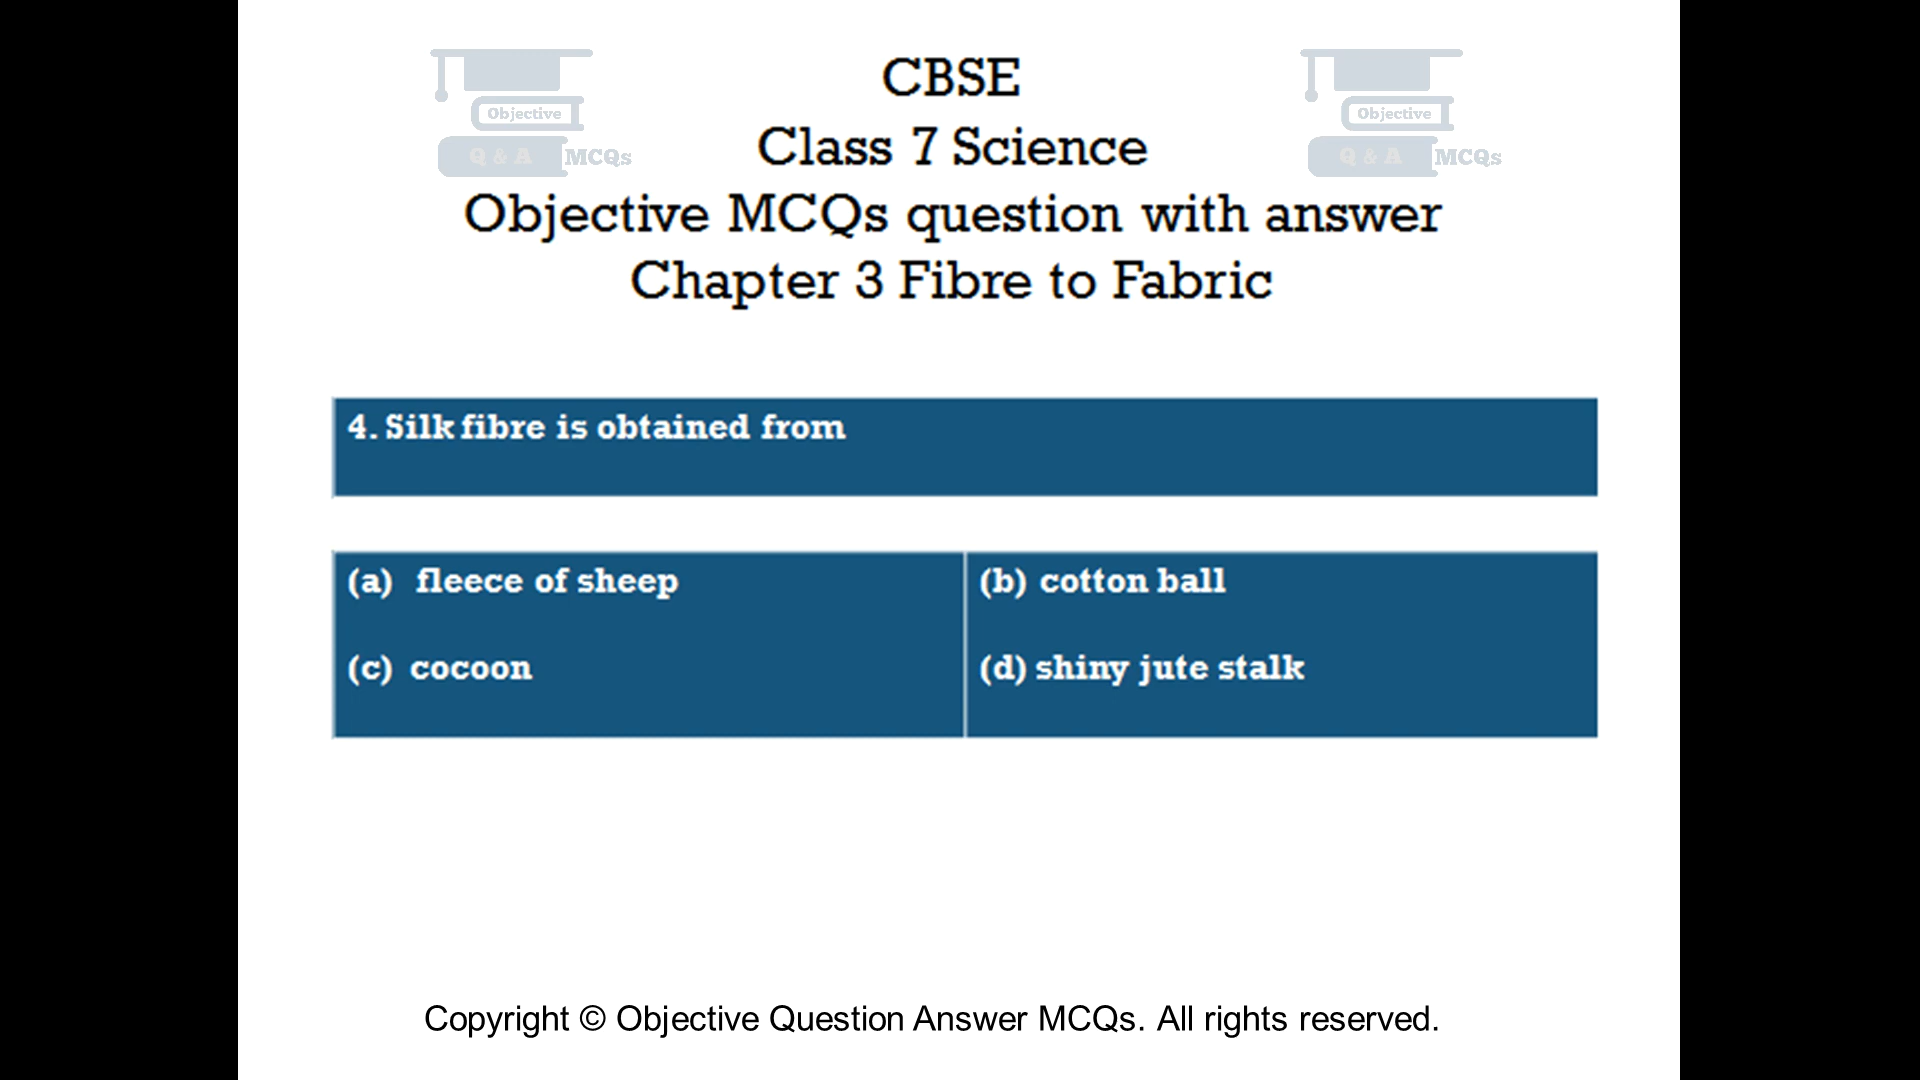 Objective
Q & A MCQs
Objective
Q & A MCQs
CBSE
Class 7 Science
Objective MCQs question with answer
Chapter 3 Fibre to Fabric
4. Silk fibre is obtained from
(a) fleece of sheep
(b) cotton ball
(c) cocoon
(d) shiny jute stalk
Copyright © Objective Question Answer MCQs. All rights reserved.